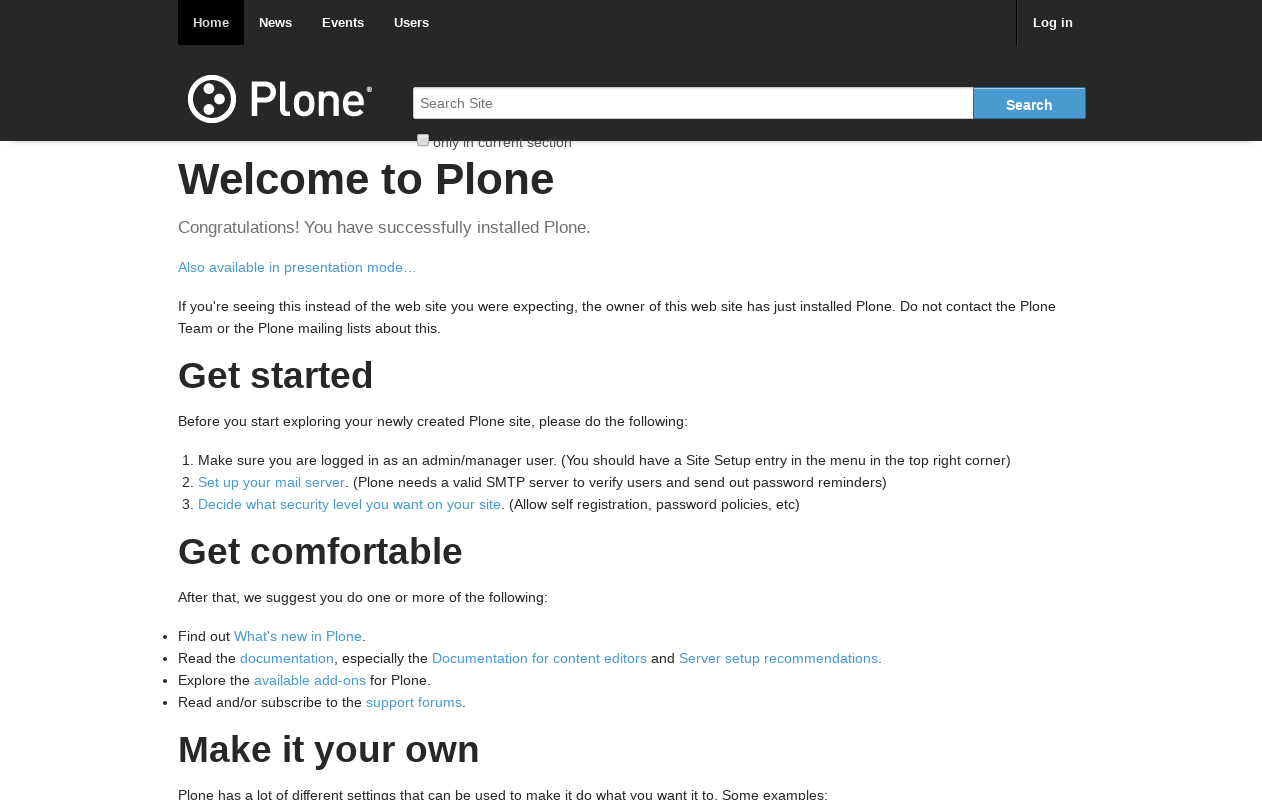 Home News Events Users Log in
Plone®
Search Site Search
only in current section
Welcome to Plone
Congratulations! You have successfully installed Plone.
Also available in presentation mode…
If you're seeing this instead of the web site you were expecting, the owner of this web site has just installed Plone. Do not contact the Plone
Team or the Plone mailing lists about this.
Get started
Before you start exploring your newly created Plone site, please do the following:
1. Make sure you are logged in as an admin/manager user. (You should have a Site Setup entry in the menu in the top right corner)
2. Set up your mail server. (Plone needs a valid SMTP server to verify users and send out password reminders)
3. Decide what security level you want on your site. (Allow self registration, password policies, etc)
Get comfortable
After that, we suggest you do one or more of the following:
• Find out What's new in Plone.
• Read the documentation, especially the Documentation for content editors and Server setup recommendations.
• Explore the available add-ons for Plone.
• Read and/or subscribe to the support forums.
Make it your own
Plone has a lot of different settings that can be used to make it do what you want it to. Some examples: